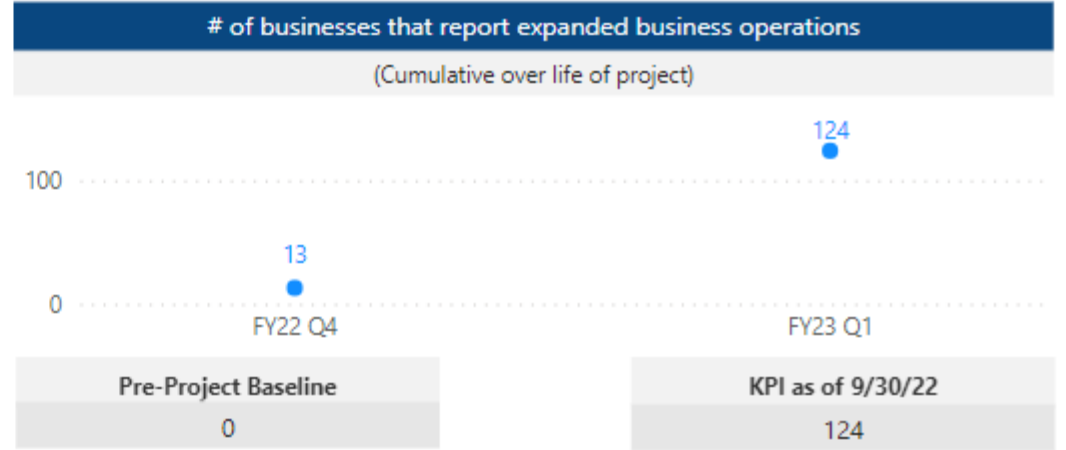 # of businesses that report expanded business operations
(Cumulative over life of project)
124
100
13
0
FY22 Q4 FY23 Q1
Pre-Project Baseline KPI as of 9/30/22
0 124